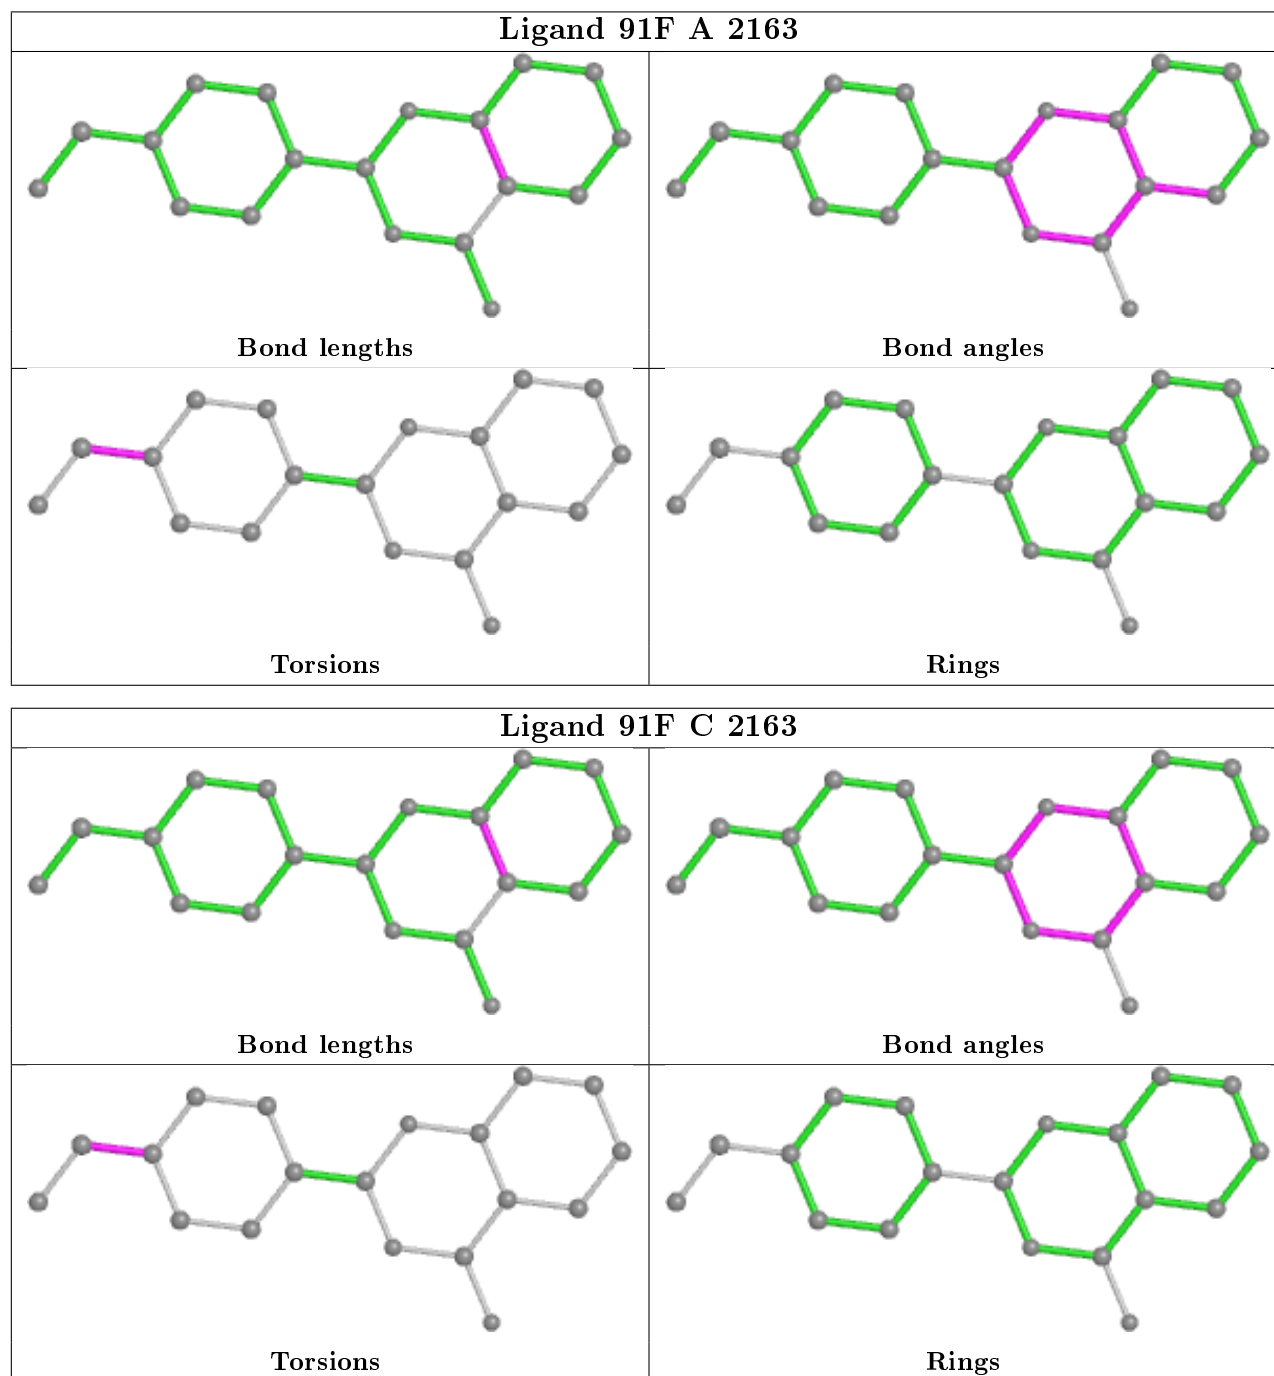 Ligand 91F A 2163
Bond lengths
Bond angles
Torsions
Rings
Ligand 91F C 2163
Bond lengths
Bond angles
Torsions
Rings